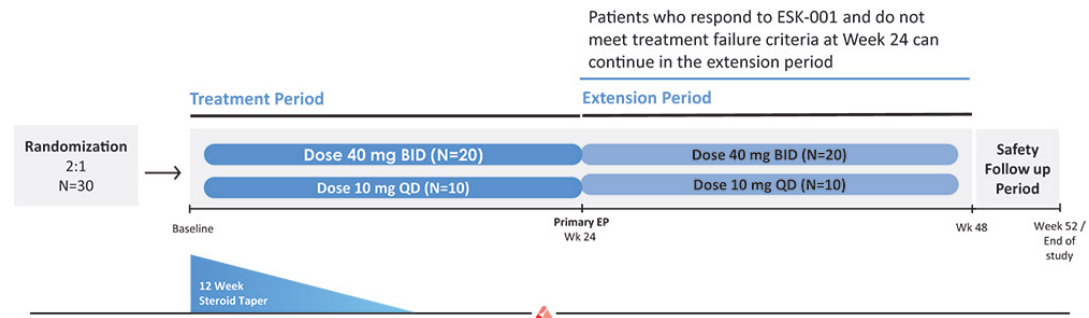 Patients who respond to ESK-001 and do not
meet treatment failure criteria at Week 24 can
continue in the extension period
Treatment Period
Extension Period
Randomization
2:1
N=30
Dose 40 mg BID (N=20)
Dose 40 mg BID (N=20)
Dose 10 mg QD (N=10)
Dose 10 mg QD (N=10)
Safety
Follow up
Period
Baseline
Primary EP
Wk 24
Wk 48
Week 52 /
End of
study
12 Week
Steroid Taper